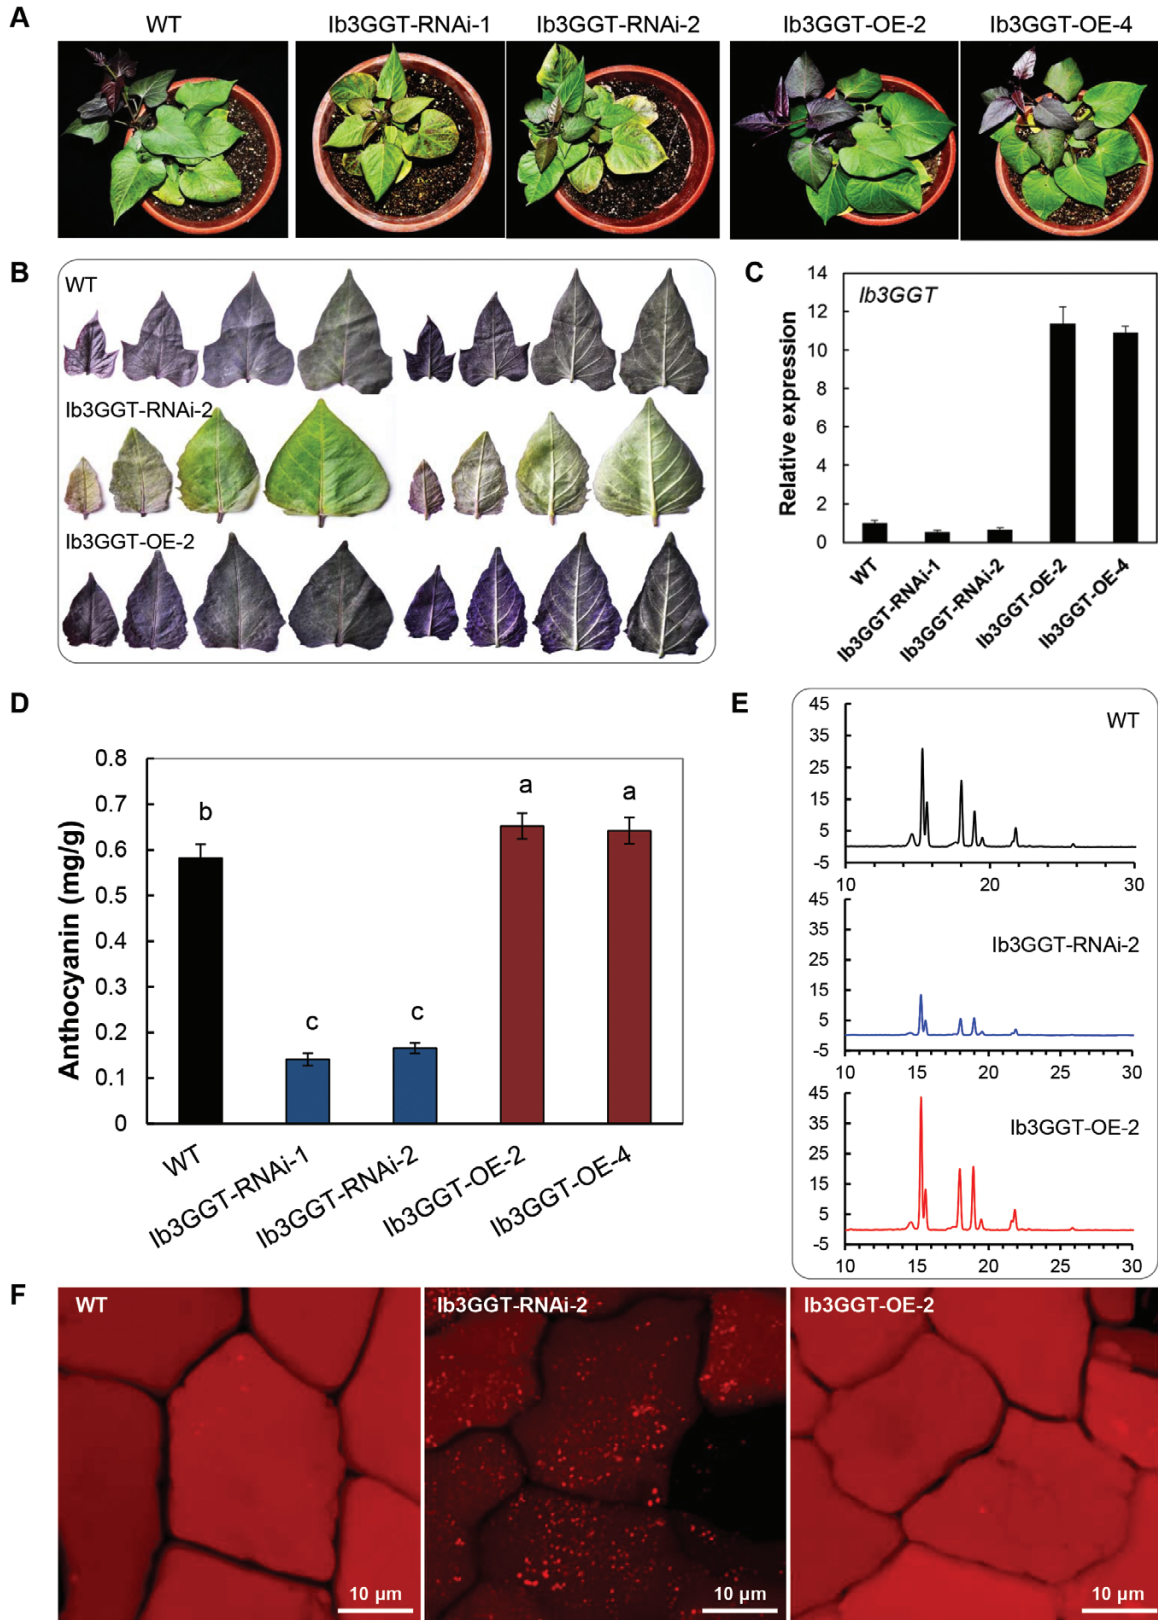 A
WT
Ib3GGT-RNAi-1
Ib3GGT-RNAi-2
Ib3GGT-OE-2
Ib3GGT-OE-4
B
WT
Ib3GGT-RNAi-2
Ib3GGT-OE-2
C
Ib3GGT
Relative expression
14
12
10
8
6
4
2
0
WT
Ib3GGT-RNAi-1
Ib3GGT-RNAi-2
Ib3GGT-OE-2
Ib3GGT-OE-4
D
Anthocyanin (mg/g)
0.8
0.7
0.6
0.5
0.4
0.3
0.2
0.1
0
b
c
c
a
a
WT
Ib3GGT-RNAi-1
Ib3GGT-RNAi-2
Ib3GGT-OE-2
Ib3GGT-OE-4
E
WT
45
35
25
15
5
-5
10 20 30
Ib3GGT-RNAi-2
45
35
25
15
5
-5
10 15 20 25 30
Ib3GGT-OE-2
45
35
25
15
5
-5
10 15 20 25 30
F
WT
10 µm
Ib3GGT-RNAi-2
10 µm
Ib3GGT-OE-2
10 µm